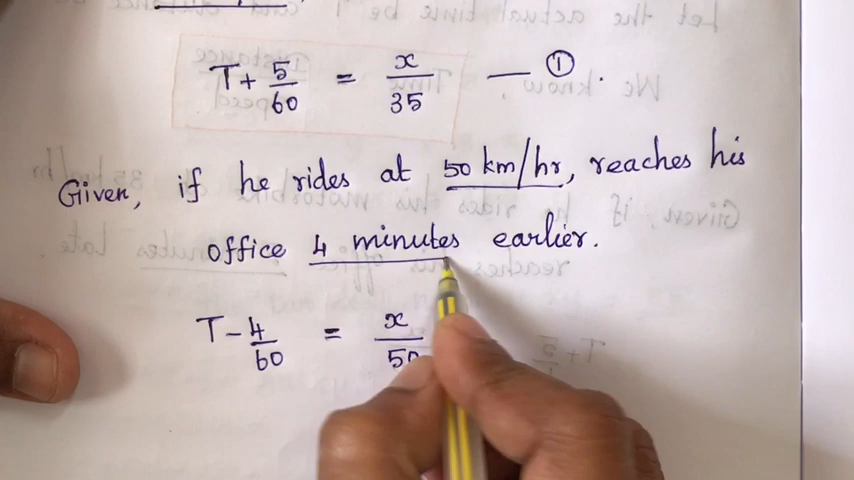 T + 5/60 = x/35 — ①.
Given, if he rides at 50 km/hr, reaches his
office 4 minutes earlier.
T - 4/60 = x/50